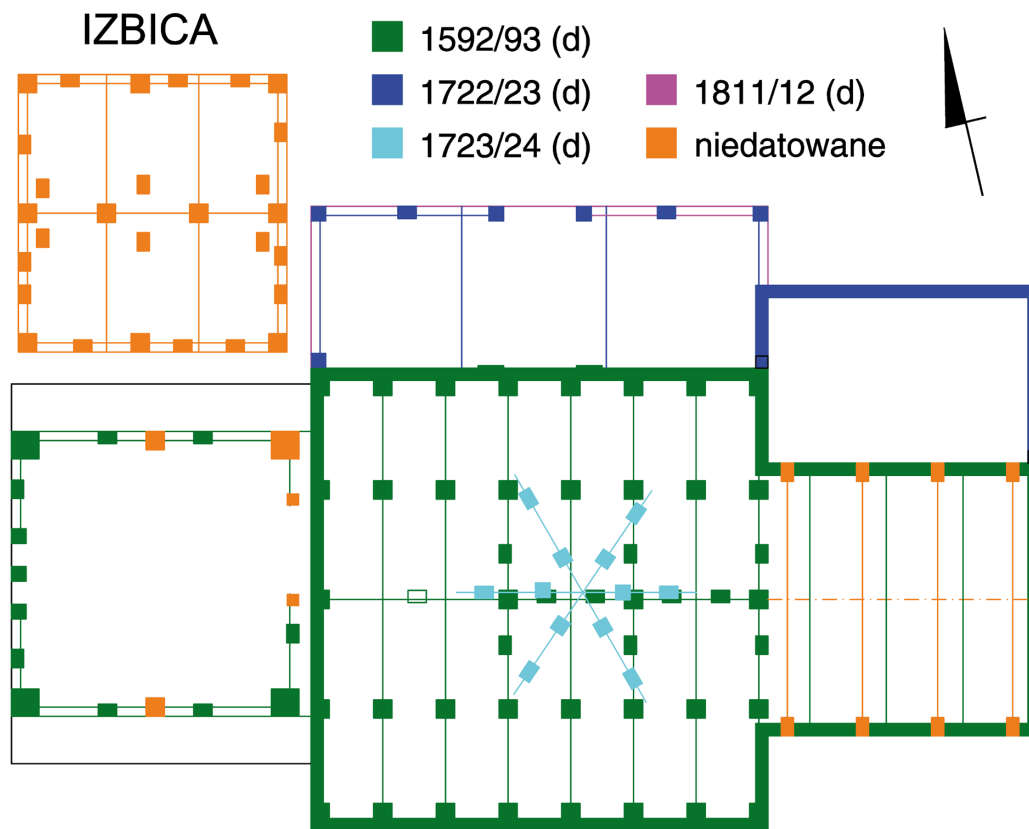 IZBICA
1592/93 (d)
1722/23 (d)
1811/12 (d)
1723/24 (d)
niedatowane